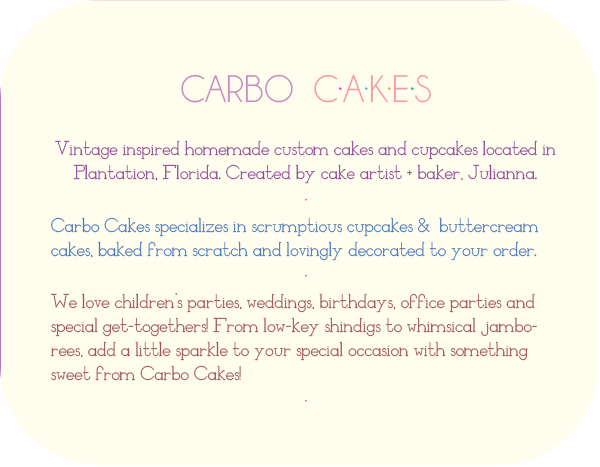 CARBO C·A·K·E·S
Vintage inspired homemade custom cakes and cupcakes located in
Plantation, Florida. Created by cake artist + baker, Julianna.
.
Carbo Cakes specializes in scrumptious cupcakes & buttercream
cakes, baked from scratch and lovingly decorated to your order.
.
We love children's parties, weddings, birthdays, office parties and
special get-togethers! From low-key shindigs to whimsical jambo-
rees, add a little sparkle to your special occasion with something
sweet from Carbo Cakes!
.